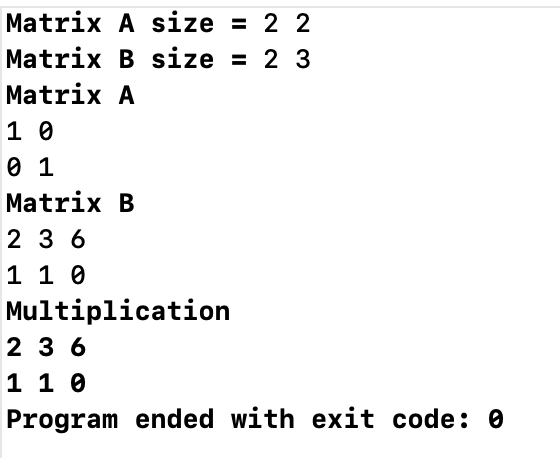 Matrix A size = 2 2
Matrix B size = 2 3
Matrix A
1 0
0 1
Matrix B
2 3 6
1 1 0
Multiplication
2 3 6
1 1 0
Program ended with exit code: 0